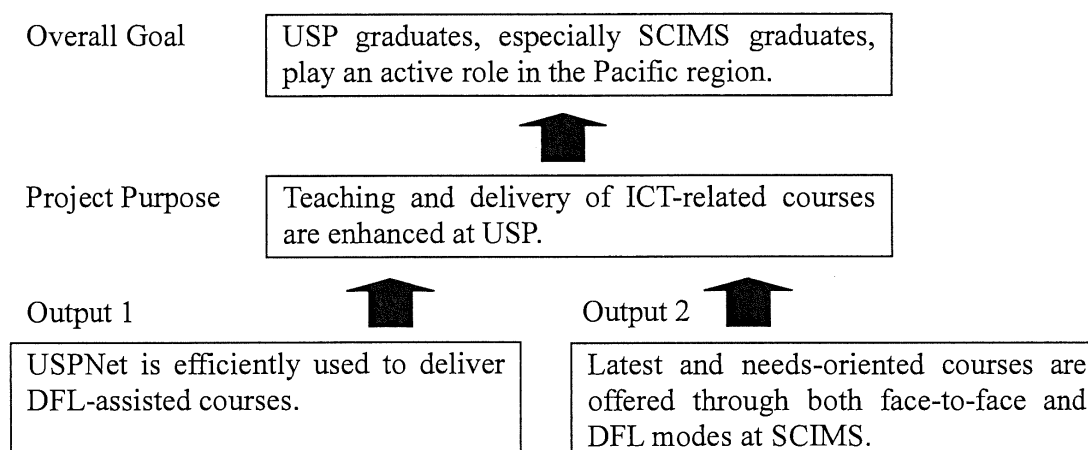 Overall Goal
USP graduates, especially SCIMS graduates,
play an active role in the Pacific region.
Project Purpose
Teaching and delivery of ICT-related courses
are enhanced at USP.
Output 1
Output 2
USPNet is efficiently used to deliver
DFL-assisted courses.
Latest and needs-oriented courses are
offered through both face-to-face and
DFL modes at SCIMS.